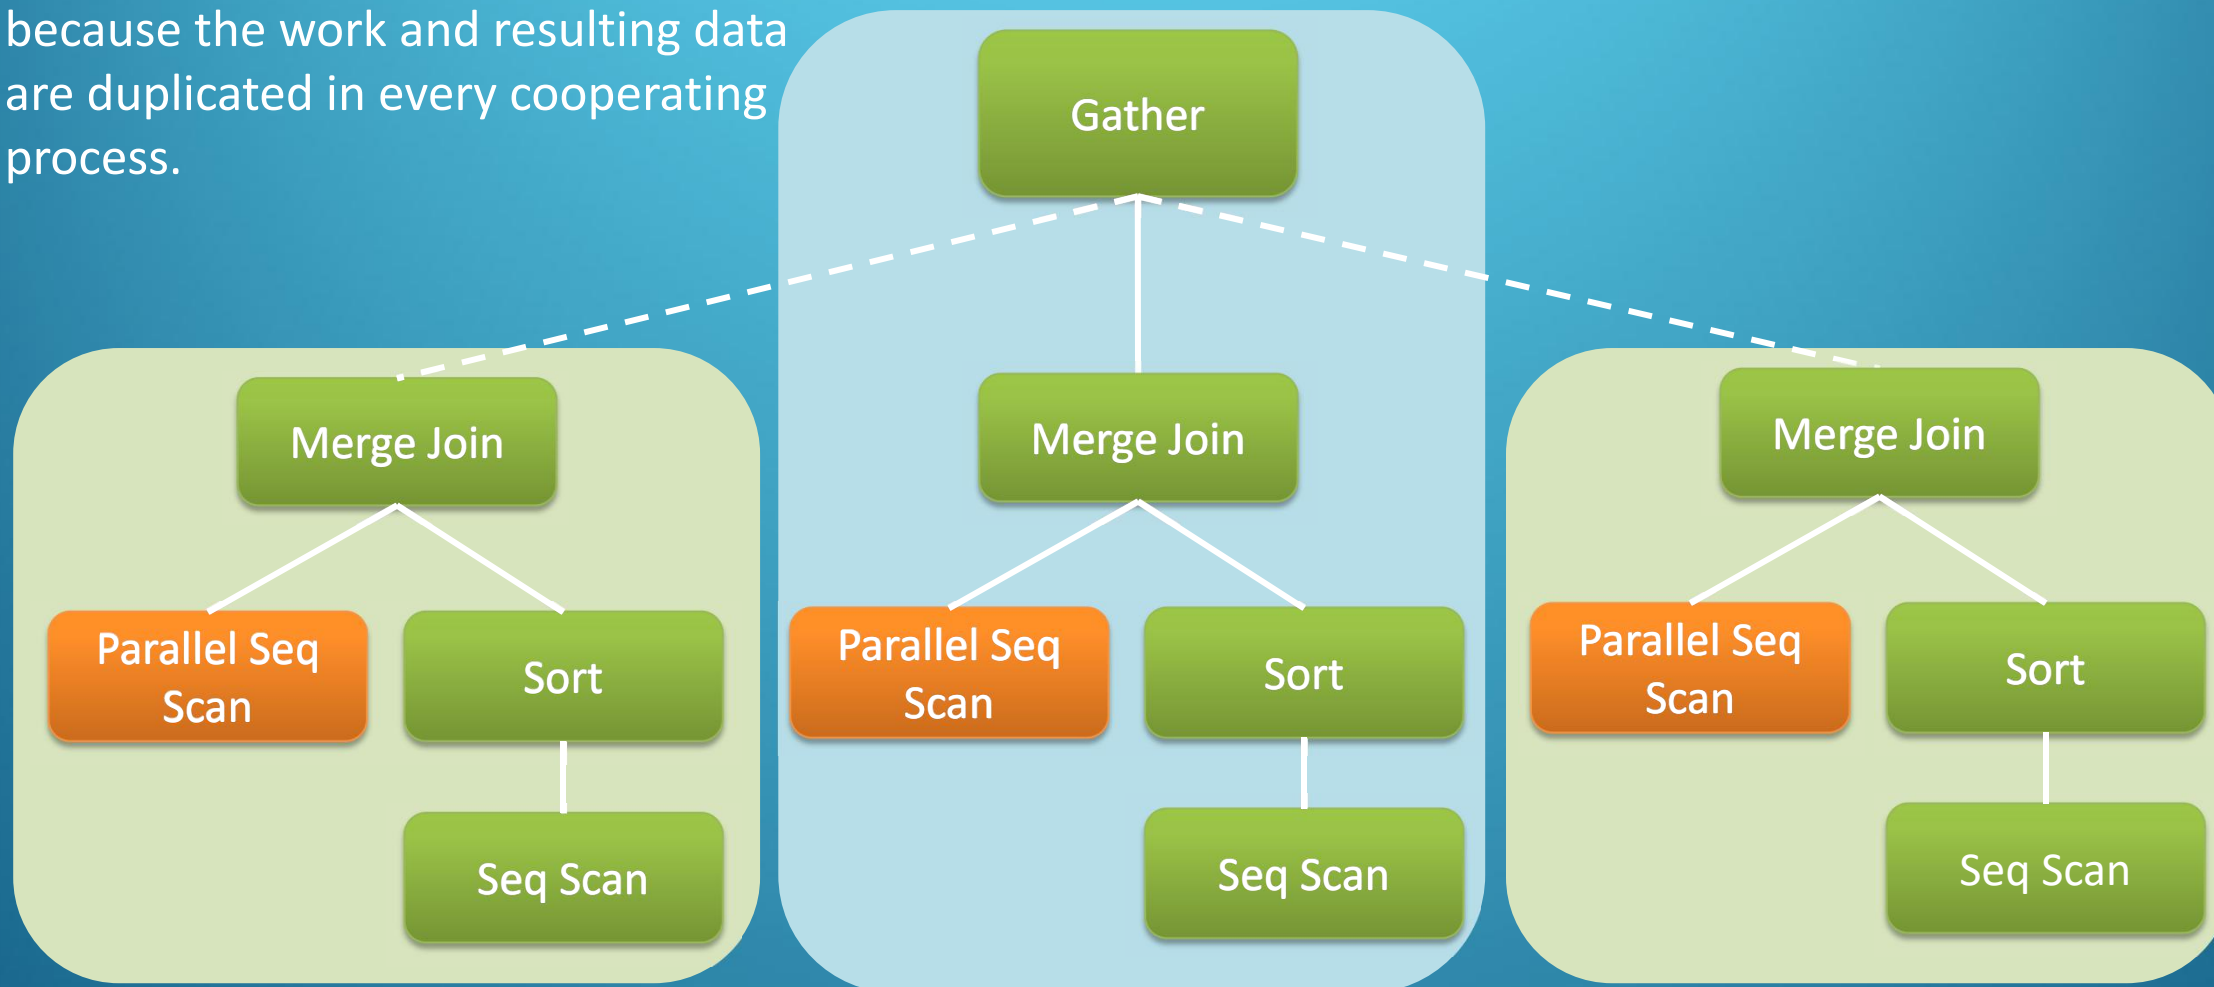 because the work and resulting data
are duplicated in every cooperating
process.
Gather
Merge Join
Merge Join
Merge Join
Parallel Seq
Scan
Sort
Parallel Seq
Scan
Sort
Parallel Seq
Scan
Sort
Seq Scan
Seq Scan
Seq Scan